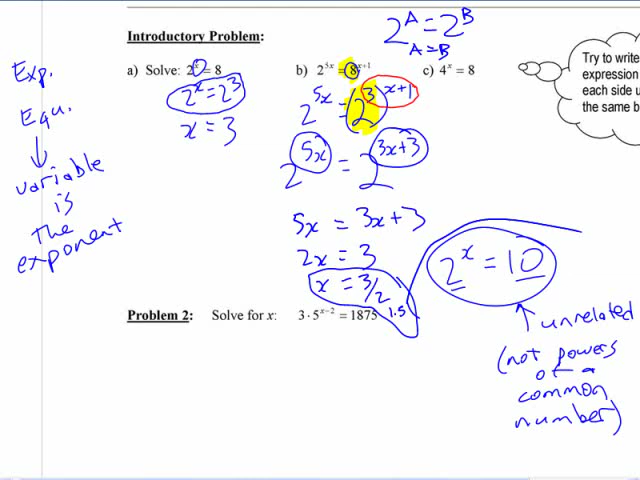 2^A = 2^B
A = B
Introductory Problem:
a) Solve: 2^x = 8
b) 2^{5x} = 8^{x+1}
c) 4^x = 8
Try to write
expression
each side u
the same b
Exp.
Equ.
variable
is
the
exponent
2^x = 2^3
x = 3
2^{5x} = (2^3)^{x+1}
2^{5x} = 2^{3x+3}
5x = 3x+3
2x = 3
x = 3/2
1.5
2^x = 10
unrelated
(not powers
of a
common
number)
Problem 2: Solve for x: 3 · 5^{x-2} = 1875